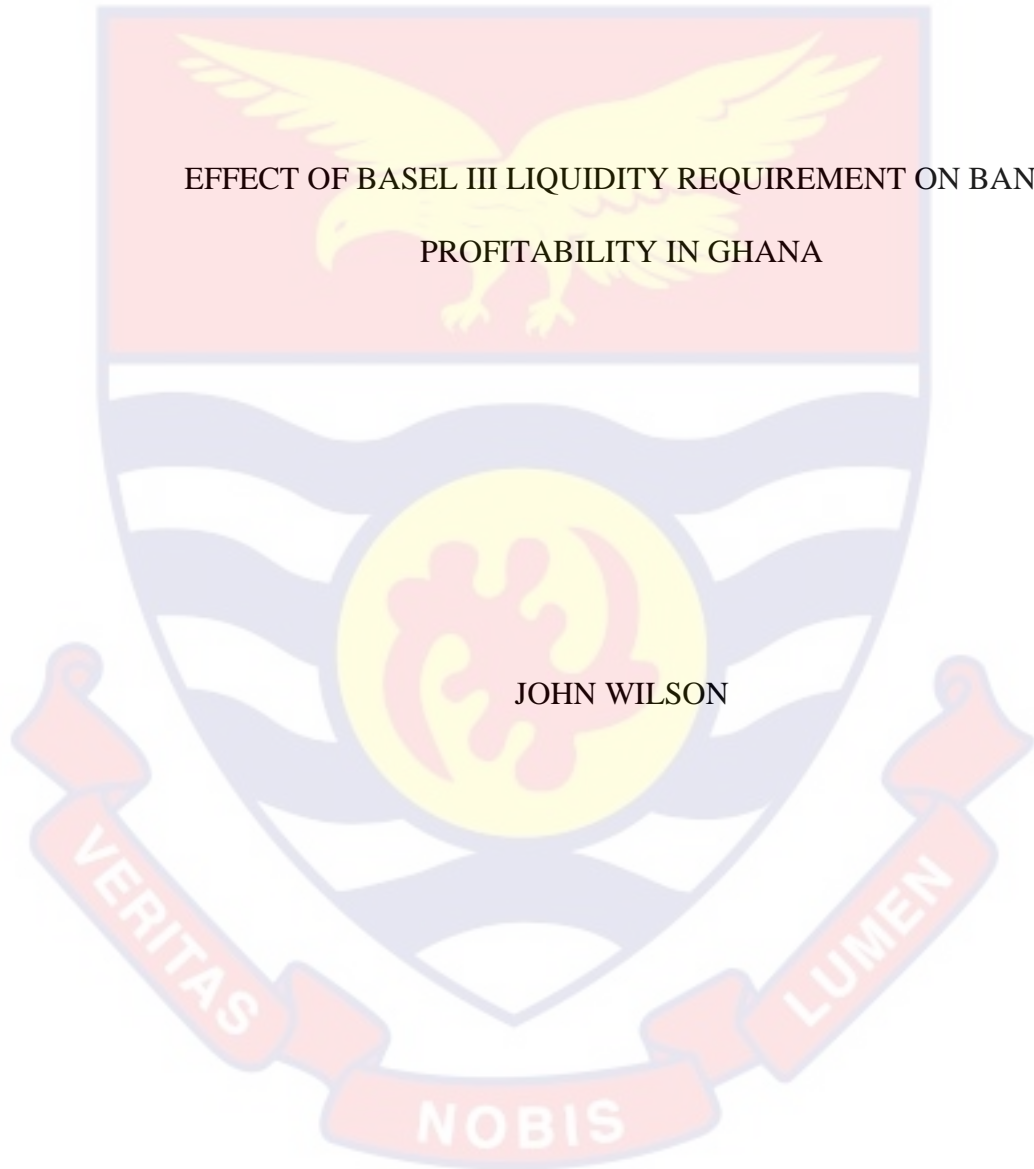 EFFECT OF BASEL III LIQUIDITY REQUIREMENT ON BAN
PROFITABILITY IN GHANA
JOHN WILSON
VERITAS
NOBIS
LUMEN